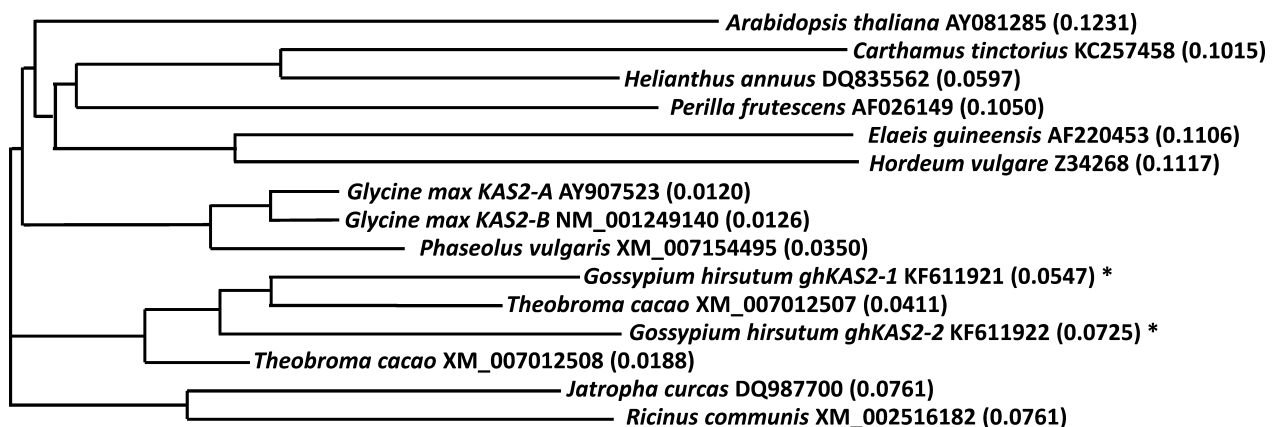 Arabidopsis thaliana AY081285 (0.1231)
Carthamus tinctorius KC257458 (0.1015)
Helianthus annuus DQ835562 (0.0597)
Perilla frutescens AF026149 (0.1050)
Elaeis guineensis AF220453 (0.1106)
Hordeum vulgare Z34268 (0.1117)
Glycine max KAS2-A AY907523 (0.0120)
Glycine max KAS2-B NM_001249140 (0.0126)
Phaseolus vulgaris XM_007154495 (0.0350)
Gossypium hirsutum ghKAS2-1 KF611921 (0.0547) *
Theobroma cacao XM_007012507 (0.0411)
Gossypium hirsutum ghKAS2-2 KF611922 (0.0725) *
Theobroma cacao XM_007012508 (0.0188)
Jatropha curcas DQ987700 (0.0761)
Ricinus communis XM_002516182 (0.0761)